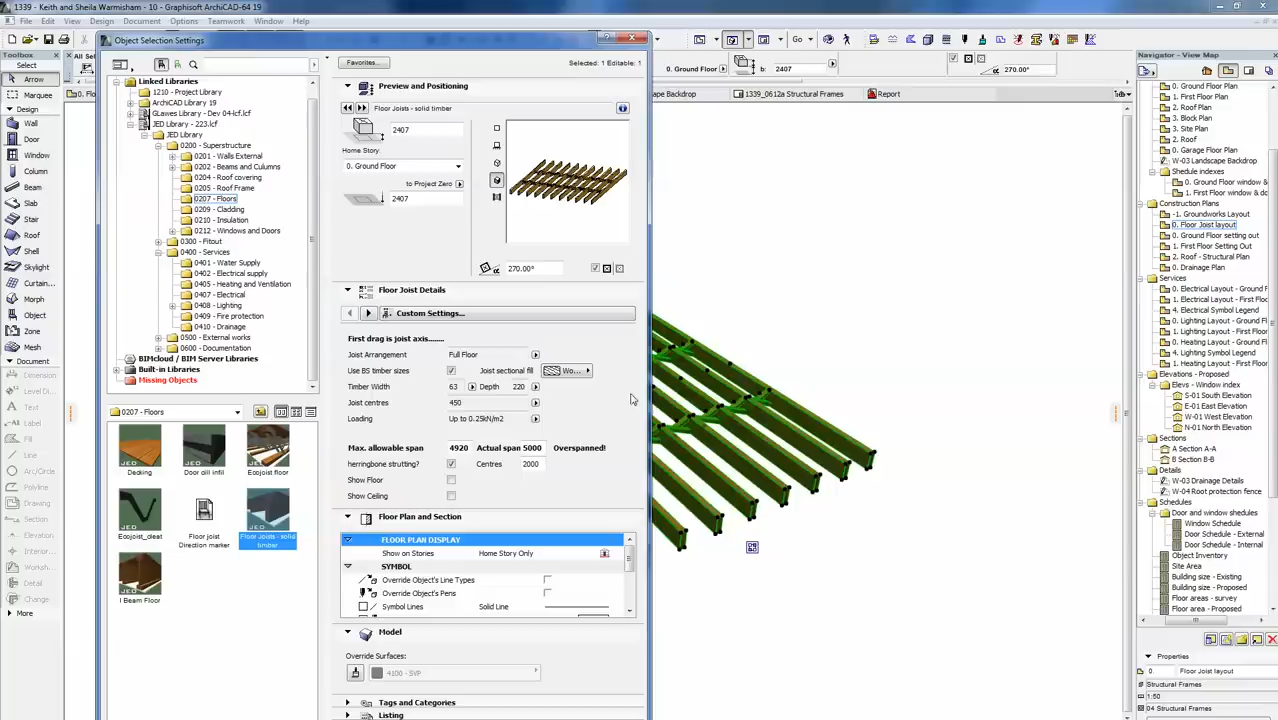 1339 - Keith and Sheila Warmisham - 10 - Graphisoft ArchiCAD-64 19
File Edit View Design Document Options Teamwork Window Help
Toolbox
Select
Arrow
Marquee
Design
Wall
Door
Window
Column
Beam
Slab
Stair
Roof
Shell
Skylight
Curtain...
Morph
Object
Zone
Mesh
Document
Dimension
Level Di...
Text
Label
Fill
Line
Arc/Circle
Polyline
Drawing
Section
Elevation
Interior...
Worksh...
Detail
Change
More
Object Selection Settings
Linked Libraries
1210 - Project Library
ArchiCAD Library 19
GLawes Library - Dev 04-lcf.lcf
JED Library - 223.lcf
JED Library
0200 - Superstructure
0201 - Walls External
0202 - Beams and Culumns
0204 - Roof covering
0205 - Roof Frame
0207 - Floors
0209 - Cladding
0210 - Insulation
0212 - Windows and Doors
0300 - Fitout
0400 - Services
0401 - Water Supply
0402 - Electrical supply
0405 - Heating and Ventilation
0407 - Electrical
0408 - Lighting
0409 - Fire protection
0410 - Drainage
0500 - External works
0600 - Documentation
BIMcloud / BIM Server Libraries
Built-in Libraries
Missing Objects
0207 - Floors
Decking
Door cill infil
Ecojoist floor
Ecojoist_cleat
Floor joist Direction marker
Floor Joists - solid timber
I Beam Floor
Favorites...
Selected: 1 Editable: 1
Preview and Positioning
Floor Joists - solid timber
2407
Home Story:
0. Ground Floor
to Project Zero
2407
270.00°
Floor Joist Details
Custom Settings...
First drag is joist axis.......
Joist Arrangement Full Floor
Use BS timber sizes Joist sectional fill Wo...
Timber Width 63 Depth 220
Joist centres 450
Loading Up to 0.25kN/m2
Max. allowable span 4920 Actual span 5000 Overspanned!
herringbone strutting? Centres 2000
Show Floor
Show Ceiling
Floor Plan and Section
FLOOR PLAN DISPLAY
Show on Stories Home Story Only
SYMBOL
Override Object's Line Types
Override Object's Pens
Symbol Lines Solid Line
Model
Override Surfaces:
4100 - SVP
Tags and Categories
Listing
Go
0. Ground Floor
b: 2407
270.00°
1339_0612a Structural Frames
Report
Navigator - View Map
0. Ground Floor Plan
1. First Floor Plan
2. Roof Plan
3. Block Plan
3. Site Plan
2. Roof
0. Garage Floor Plan
W-03 Landscape Backdrop
Shedule indexes
0. Ground Floor window &
1. First Floor window & do
Construction Plans
-1. Groundworks Layout
0. Floor Joist layout
0. Ground Floor setting out
1. First Floor Setting Out
2. Roof - Structural Plan
0. Drainage Plan
Services
0. Electrical Layout - Ground F
1. Electrical Layout - First Floo
4. Electrical Symbol Legend
0. Lighting Layout - Ground Fl
1. Lighting Layout - First Floor
0. Heating Layout - Ground F
4. Lighting Symbol Legend
Elevations - Proposed
Elevs - Window index
S-01 South Elevation
E-01 East Elevation
W-01 West Elevation
N-01 North Elevation
Sections
A Section A-A
B Section B-B
Details
W-03 Drainage Details
W-04 Root protection fence
Schedules
Door and window shedules
Window Schedule
Door Schedule - External
Door Schedule - Internal
Object Inventory
Site Area
Building size - Existing
Building size - Proposed
Floor areas - survey
Floor area - Proposed
Properties
0. Floor Joist layout
Structural Frames
1:50
04 Structural Frames